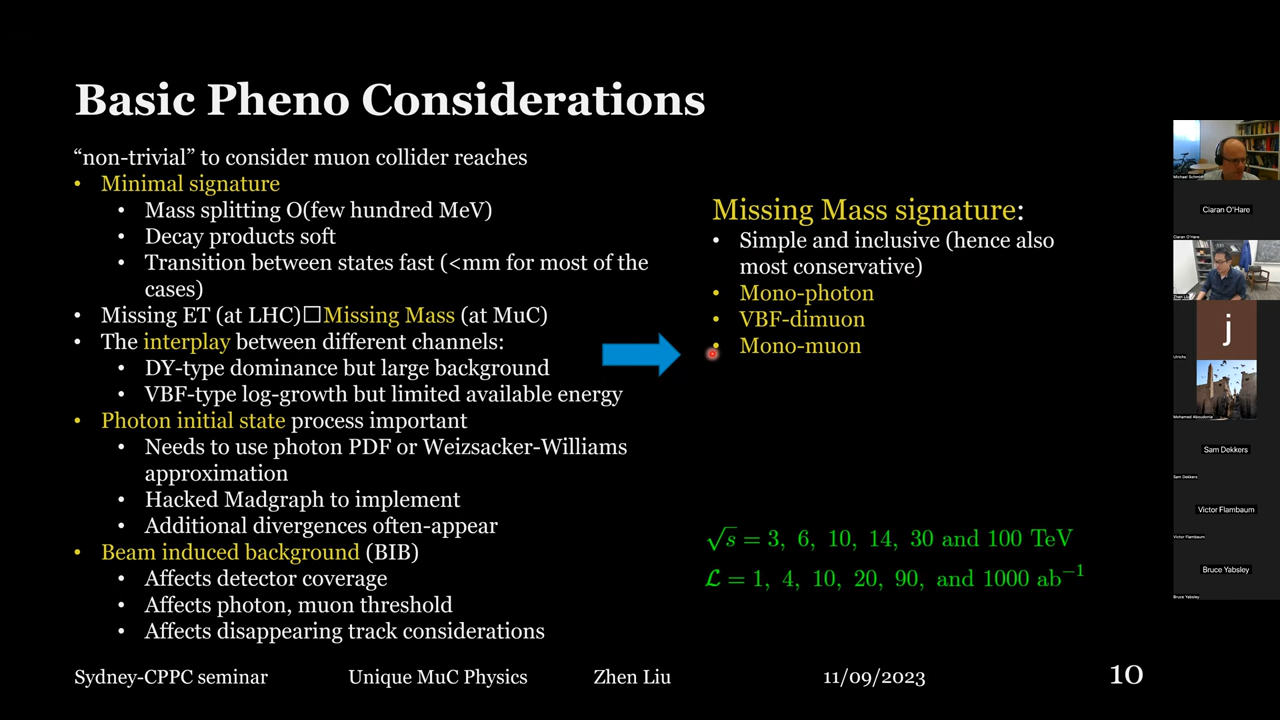 Basic Pheno Considerations
“non-trivial” to consider muon collider reaches
• Minimal signature
• Mass splitting O(few hundred MeV)
• Decay products soft
• Transition between states fast (<mm for most of the
cases)
• Missing ET (at LHC)□Missing Mass (at MuC)
• The interplay between different channels:
• DY-type dominance but large background
• VBF-type log-growth but limited available energy
• Photon initial state process important
• Needs to use photon PDF or Weizsacker-Williams
approximation
• Hacked Madgraph to implement
• Additional divergences often-appear
• Beam induced background (BIB)
• Affects detector coverage
• Affects photon, muon threshold
• Affects disappearing track considerations
Missing Mass signature:
• Simple and inclusive (hence also
most conservative)
• Mono-photon
• VBF-dimuon
• Mono-muon
√s = 3, 6, 10, 14, 30 and 100 TeV
ℒ = 1, 4, 10, 20, 90, and 1000 ab⁻¹
Sydney-CPPC seminar Unique MuC Physics Zhen Liu 11/09/2023 10
Michael Schmidt
Ciaran O'Hare
Ciaran O'Hare
Zhen Liu
j
Mohamed Aboudonia
Sam Dekkers
Sam Dekkers
Victor Flambaum
Victor Flambaum
Bruce Yabsley
Bruce Yabsley